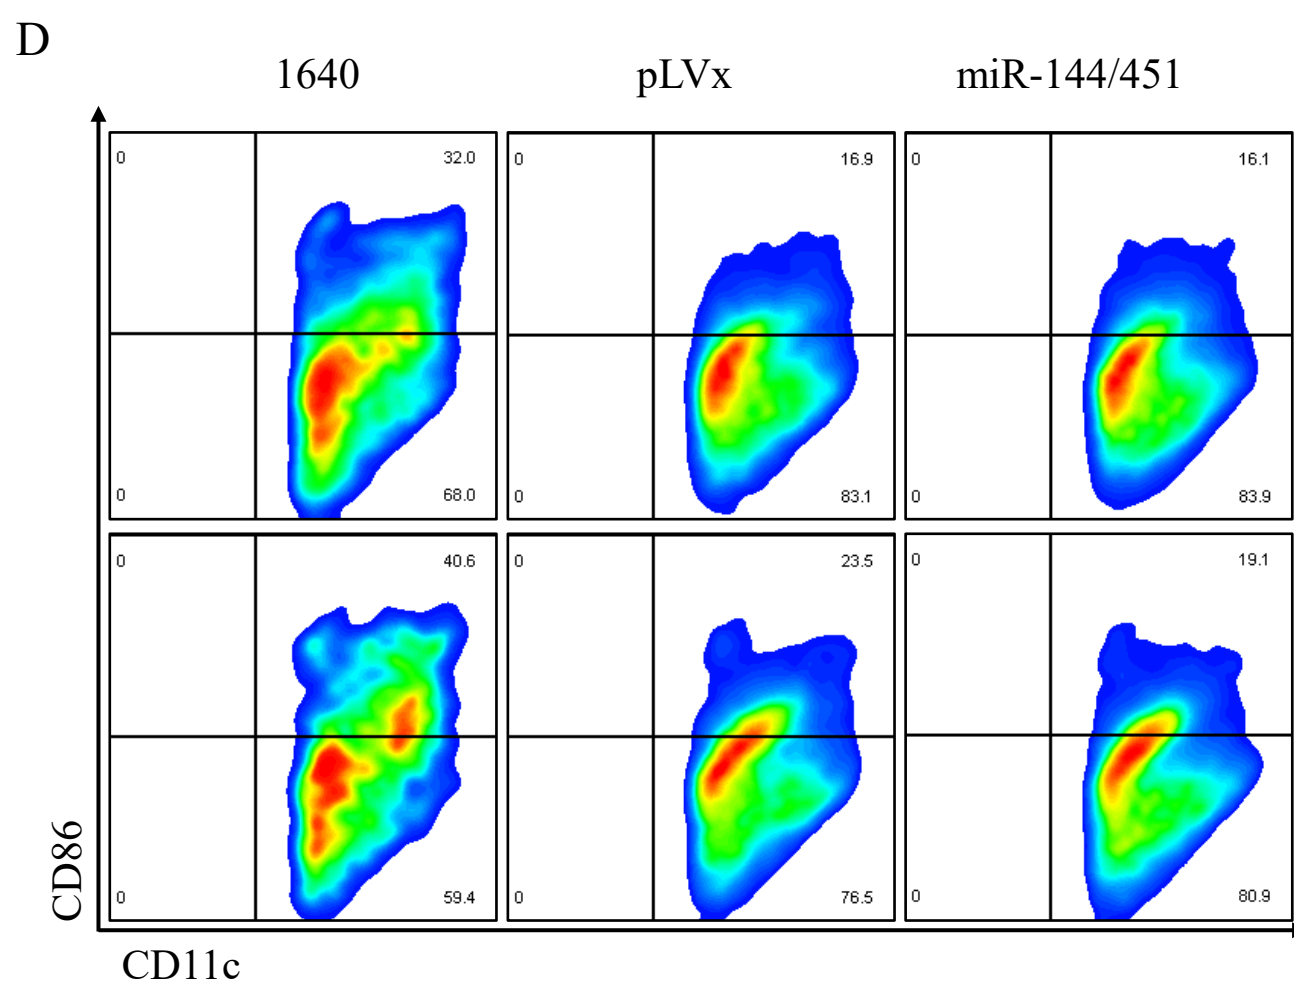 D
1640 pLVx miR-144/451
0 32.0 0 16.9 0 16.1
0 68.0 0 83.1 0 83.9
0 40.6 0 23.5 0 19.1
0 59.4 0 76.5 0 80.9
CD86
CD11c